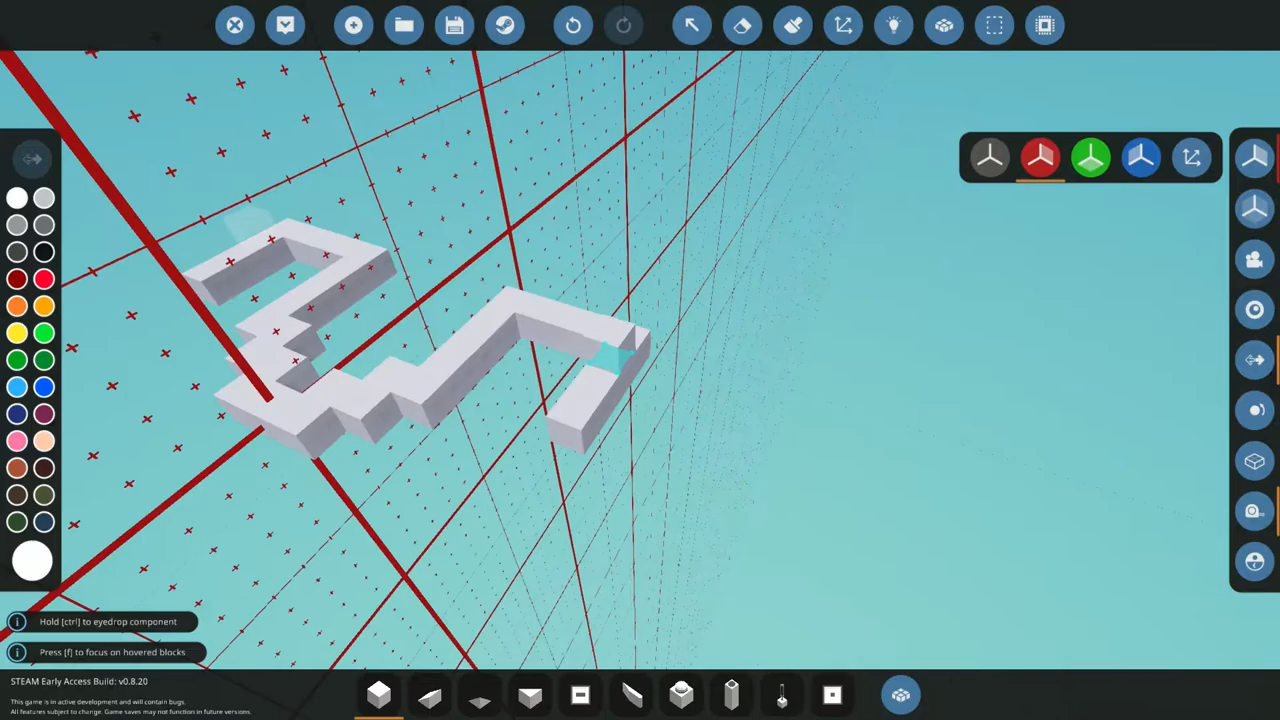 Hold [ctrl] to eyedrop component
Press [f] to focus on hovered blocks
STEAM Early Access Build: v0.8.20
This game is in active development and will contain bugs.
All features subject to change. Game saves may not function in future versions.